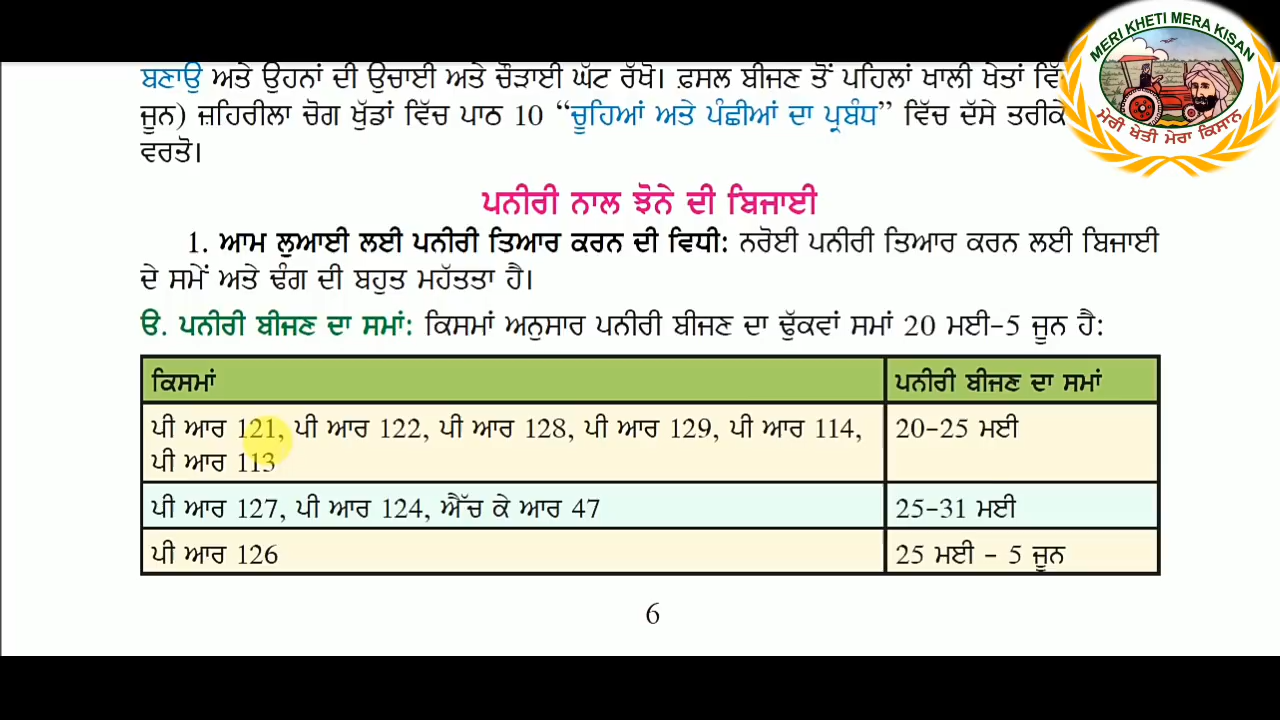 MERI KHETI MERA KISAN
ਮੇਰੀ ਖੇਤੀ ਮੇਰਾ ਕਿਸਾਨ
ਬਣਾਉ ਅਤੇ ਉਹਨਾਂ ਦੀ ਉਚਾਈ ਅਤੇ ਚੌੜਾਈ ਘੱਟ ਰੱਖੋ। ਫ਼ਸਲ ਬੀਜਣ ਤੋਂ ਪਹਿਲਾਂ ਖਾਲੀ ਖੇਤਾਂ
ਜੂਨ) ਜ਼ਹਿਰੀਲਾ ਚੋਗ ਖੁੱਡਾਂ ਵਿੱਚ ਪਾਠ 10 “ਚੂਹਿਆਂ ਅਤੇ ਪੰਛੀਆਂ ਦਾ ਪ੍ਰਬੰਧ” ਵਿੱਚ ਦੱਸੇ ਤਰੀਕੇ
ਵਰਤੋ।
ਪਨੀਰੀ ਨਾਲ ਝੋਨੇ ਦੀ ਬਿਜਾਈ
1. ਆਮ ਲੁਆਈ ਲਈ ਪਨੀਰੀ ਤਿਆਰ ਕਰਨ ਦੀ ਵਿਧੀ: ਨਰੋਈ ਪਨੀਰੀ ਤਿਆਰ ਕਰਨ ਲਈ ਬਿਜਾਈ
ਦੇ ਸਮੇਂ ਅਤੇ ਢੰਗ ਦੀ ਬਹੁਤ ਮਹੱਤਤਾ ਹੈ।
ੳ. ਪਨੀਰੀ ਬੀਜਣ ਦਾ ਸਮਾਂ: ਕਿਸਮਾਂ ਅਨੁਸਾਰ ਪਨੀਰੀ ਬੀਜਣ ਦਾ ਢੁੱਕਵਾਂ ਸਮਾਂ 20 ਮਈ-5 ਜੂਨ ਹੈ:
ਕਿਸਮਾਂ ਪਨੀਰੀ ਬੀਜਣ ਦਾ ਸਮਾਂ
ਪੀ ਆਰ 121, ਪੀ ਆਰ 122, ਪੀ ਆਰ 128, ਪੀ ਆਰ 129, ਪੀ ਆਰ 114, 20-25 ਮਈ
ਪੀ ਆਰ 113
ਪੀ ਆਰ 127, ਪੀ ਆਰ 124, ਐੱਚ ਕੇ ਆਰ 47 25-31 ਮਈ
ਪੀ ਆਰ 126 25 ਮਈ - 5 ਜੂਨ
6